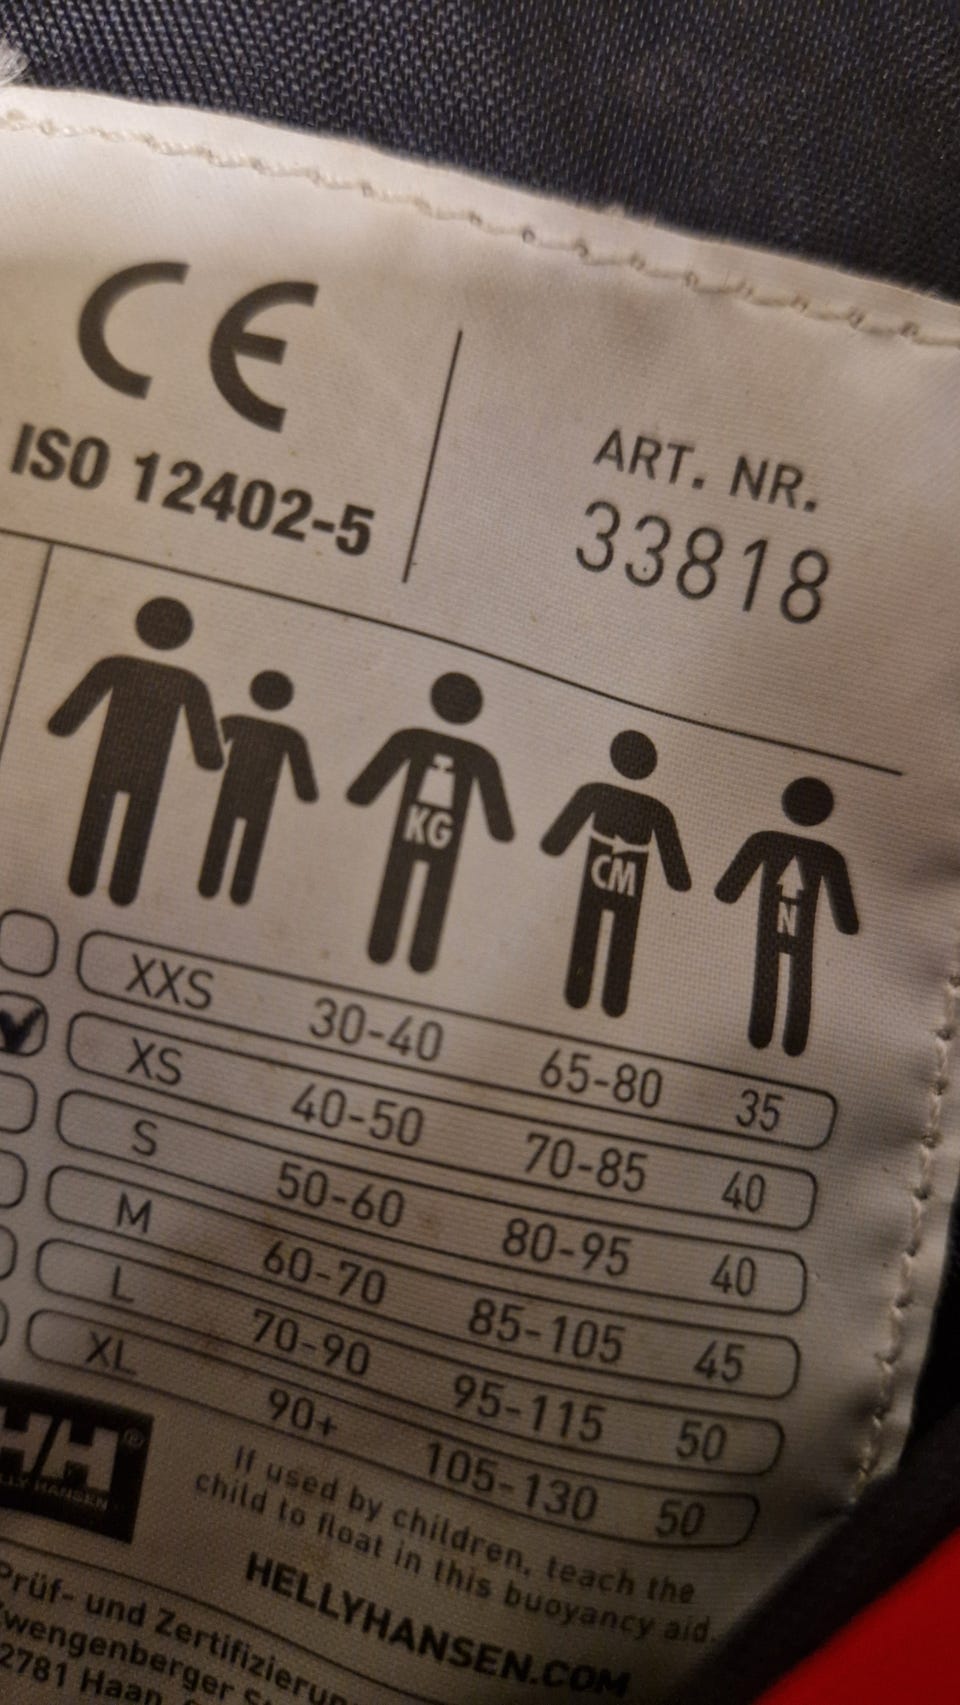 CE
ISO 12402-5
ART. NR.
33818
KG
CM
N
XXS 30-40 65-80 35
XS 40-50 70-85 40
S 50-60 80-95 40
M 60-70 85-105 45
L 70-90 95-115 50
XL 90+ 105-130 50
HH®
HANSEN
If used by children, teach the
child to float in this buoyancy aid.
HELLYHANSEN.COM
Prüf- und
Haan